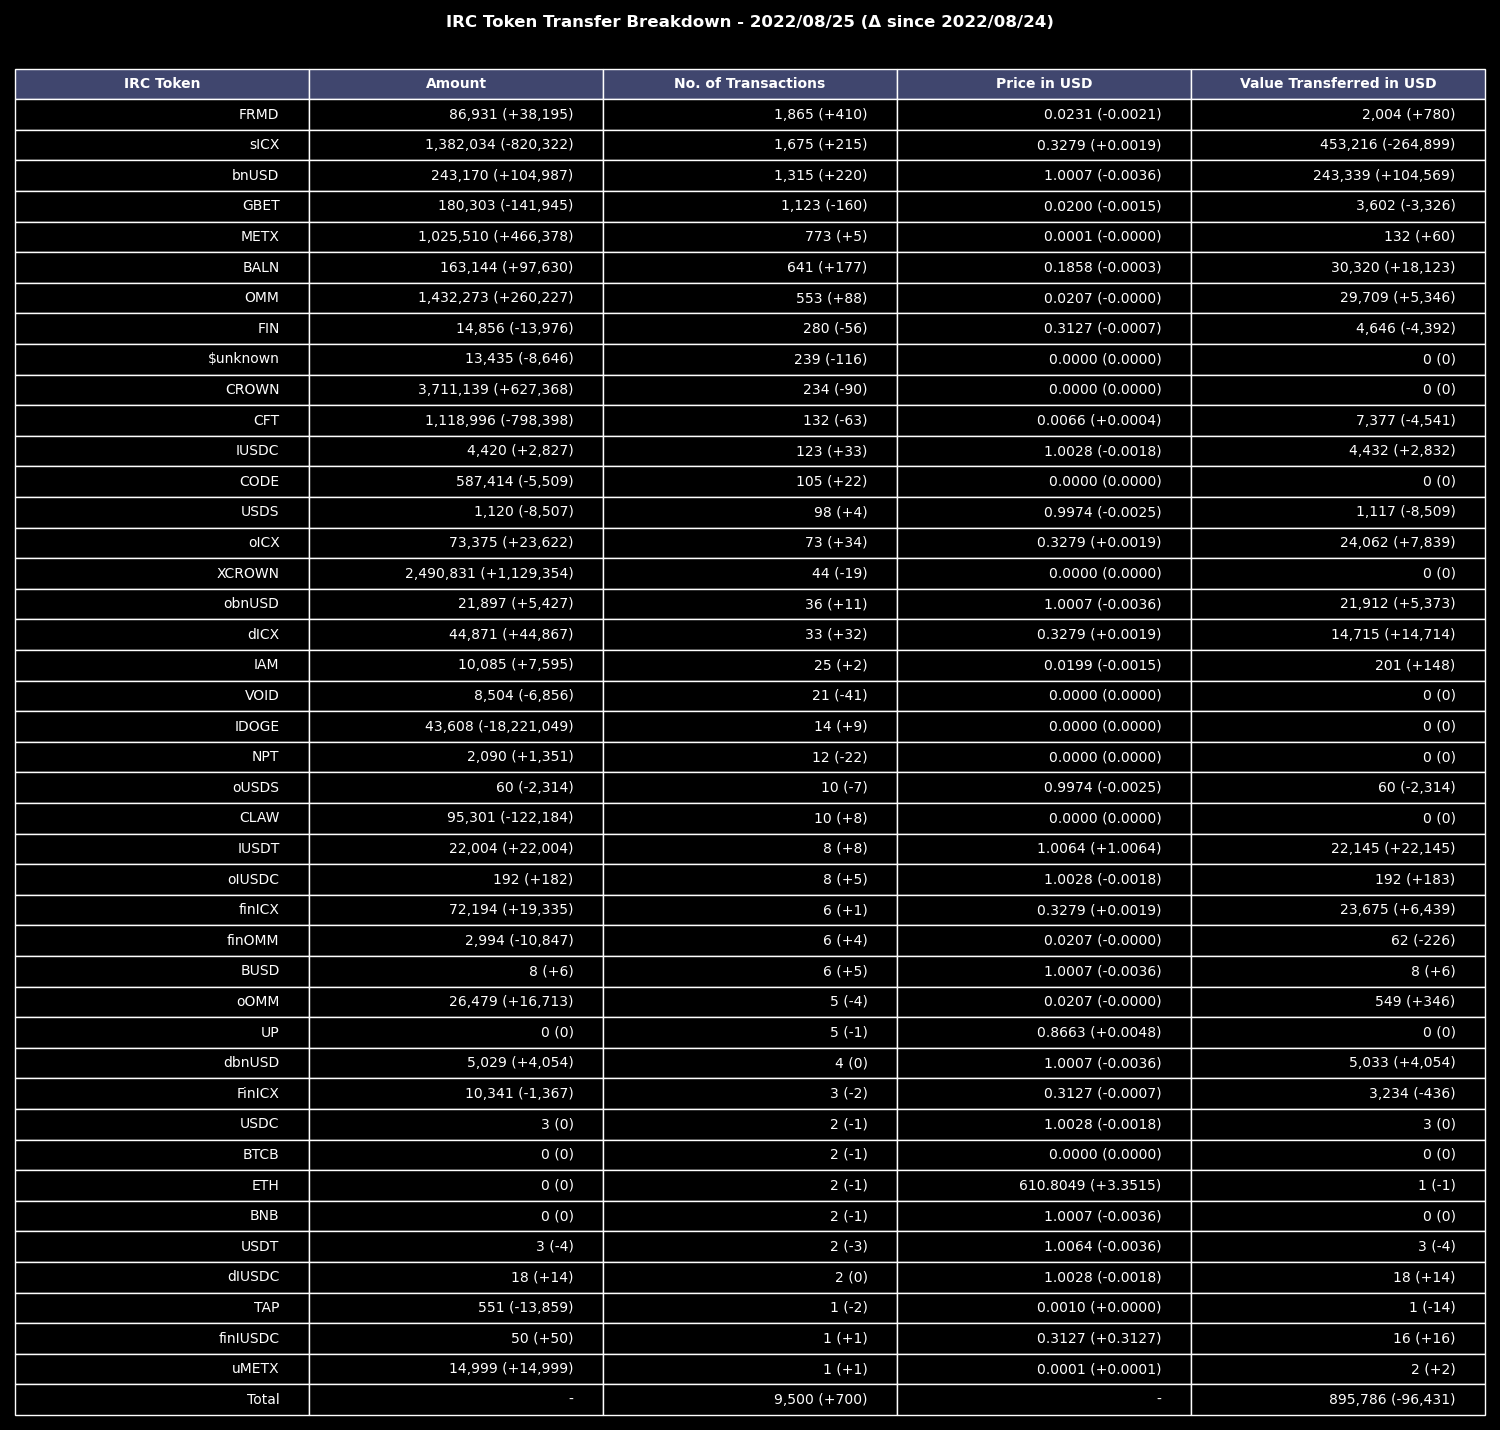 IRC Token Transfer Breakdown - 2022/08/25 (Δ since 2022/08/24)
IRC Token Amount No. of Transactions Price in USD Value Transferred in USD
FRMD 86,931 (+38,195) 1,865 (+410) 0.0231 (-0.0021) 2,004 (+780)
sICX 1,382,034 (-820,322) 1,675 (+215) 0.3279 (+0.0019) 453,216 (-264,899)
bnUSD 243,170 (+104,987) 1,315 (+220) 1.0007 (-0.0036) 243,339 (+104,569)
GBET 180,303 (-141,945) 1,123 (-160) 0.0200 (-0.0015) 3,602 (-3,326)
METX 1,025,510 (+466,378) 773 (+5) 0.0001 (-0.0000) 132 (+60)
BALN 163,144 (+97,630) 641 (+177) 0.1858 (-0.0003) 30,320 (+18,123)
OMM 1,432,273 (+260,227) 553 (+88) 0.0207 (-0.0000) 29,709 (+5,346)
FIN 14,856 (-13,976) 280 (-56) 0.3127 (-0.0007) 4,646 (-4,392)
$unknown 13,435 (-8,646) 239 (-116) 0.0000 (0.0000) 0 (0)
CROWN 3,711,139 (+627,368) 234 (-90) 0.0000 (0.0000) 0 (0)
CFT 1,118,996 (-798,398) 132 (-63) 0.0066 (+0.0004) 7,377 (-4,541)
IUSDC 4,420 (+2,827) 123 (+33) 1.0028 (-0.0018) 4,432 (+2,832)
CODE 587,414 (-5,509) 105 (+22) 0.0000 (0.0000) 0 (0)
USDS 1,120 (-8,507) 98 (+4) 0.9974 (-0.0025) 1,117 (-8,509)
oICX 73,375 (+23,622) 73 (+34) 0.3279 (+0.0019) 24,062 (+7,839)
XCROWN 2,490,831 (+1,129,354) 44 (-19) 0.0000 (0.0000) 0 (0)
obnUSD 21,897 (+5,427) 36 (+11) 1.0007 (-0.0036) 21,912 (+5,373)
dICX 44,871 (+44,867) 33 (+32) 0.3279 (+0.0019) 14,715 (+14,714)
IAM 10,085 (+7,595) 25 (+2) 0.0199 (-0.0015) 201 (+148)
VOID 8,504 (-6,856) 21 (-41) 0.0000 (0.0000) 0 (0)
IDOGE 43,608 (-18,221,049) 14 (+9) 0.0000 (0.0000) 0 (0)
NPT 2,090 (+1,351) 12 (-22) 0.0000 (0.0000) 0 (0)
oUSDS 60 (-2,314) 10 (-7) 0.9974 (-0.0025) 60 (-2,314)
CLAW 95,301 (-122,184) 10 (+8) 0.0000 (0.0000) 0 (0)
IUSDT 22,004 (+22,004) 8 (+8) 1.0064 (+1.0064) 22,145 (+22,145)
oIUSDC 192 (+182) 8 (+5) 1.0028 (-0.0018) 192 (+183)
finICX 72,194 (+19,335) 6 (+1) 0.3279 (+0.0019) 23,675 (+6,439)
finOMM 2,994 (-10,847) 6 (+4) 0.0207 (-0.0000) 62 (-226)
BUSD 8 (+6) 6 (+5) 1.0007 (-0.0036) 8 (+6)
oOMM 26,479 (+16,713) 5 (-4) 0.0207 (-0.0000) 549 (+346)
UP 0 (0) 5 (-1) 0.8663 (+0.0048) 0 (0)
dbnUSD 5,029 (+4,054) 4 (0) 1.0007 (-0.0036) 5,033 (+4,054)
FinICX 10,341 (-1,367) 3 (-2) 0.3127 (-0.0007) 3,234 (-436)
USDC 3 (0) 2 (-1) 1.0028 (-0.0018) 3 (0)
BTCB 0 (0) 2 (-1) 0.0000 (0.0000) 0 (0)
ETH 0 (0) 2 (-1) 610.8049 (+3.3515) 1 (-1)
BNB 0 (0) 2 (-1) 1.0007 (-0.0036) 0 (0)
USDT 3 (-4) 2 (-3) 1.0064 (-0.0036) 3 (-4)
dIUSDC 18 (+14) 2 (0) 1.0028 (-0.0018) 18 (+14)
TAP 551 (-13,859) 1 (-2) 0.0010 (+0.0000) 1 (-14)
finIUSDC 50 (+50) 1 (+1) 0.3127 (+0.3127) 16 (+16)
uMETX 14,999 (+14,999) 1 (+1) 0.0001 (+0.0001) 2 (+2)
Total - 9,500 (+700) - 895,786 (-96,431)